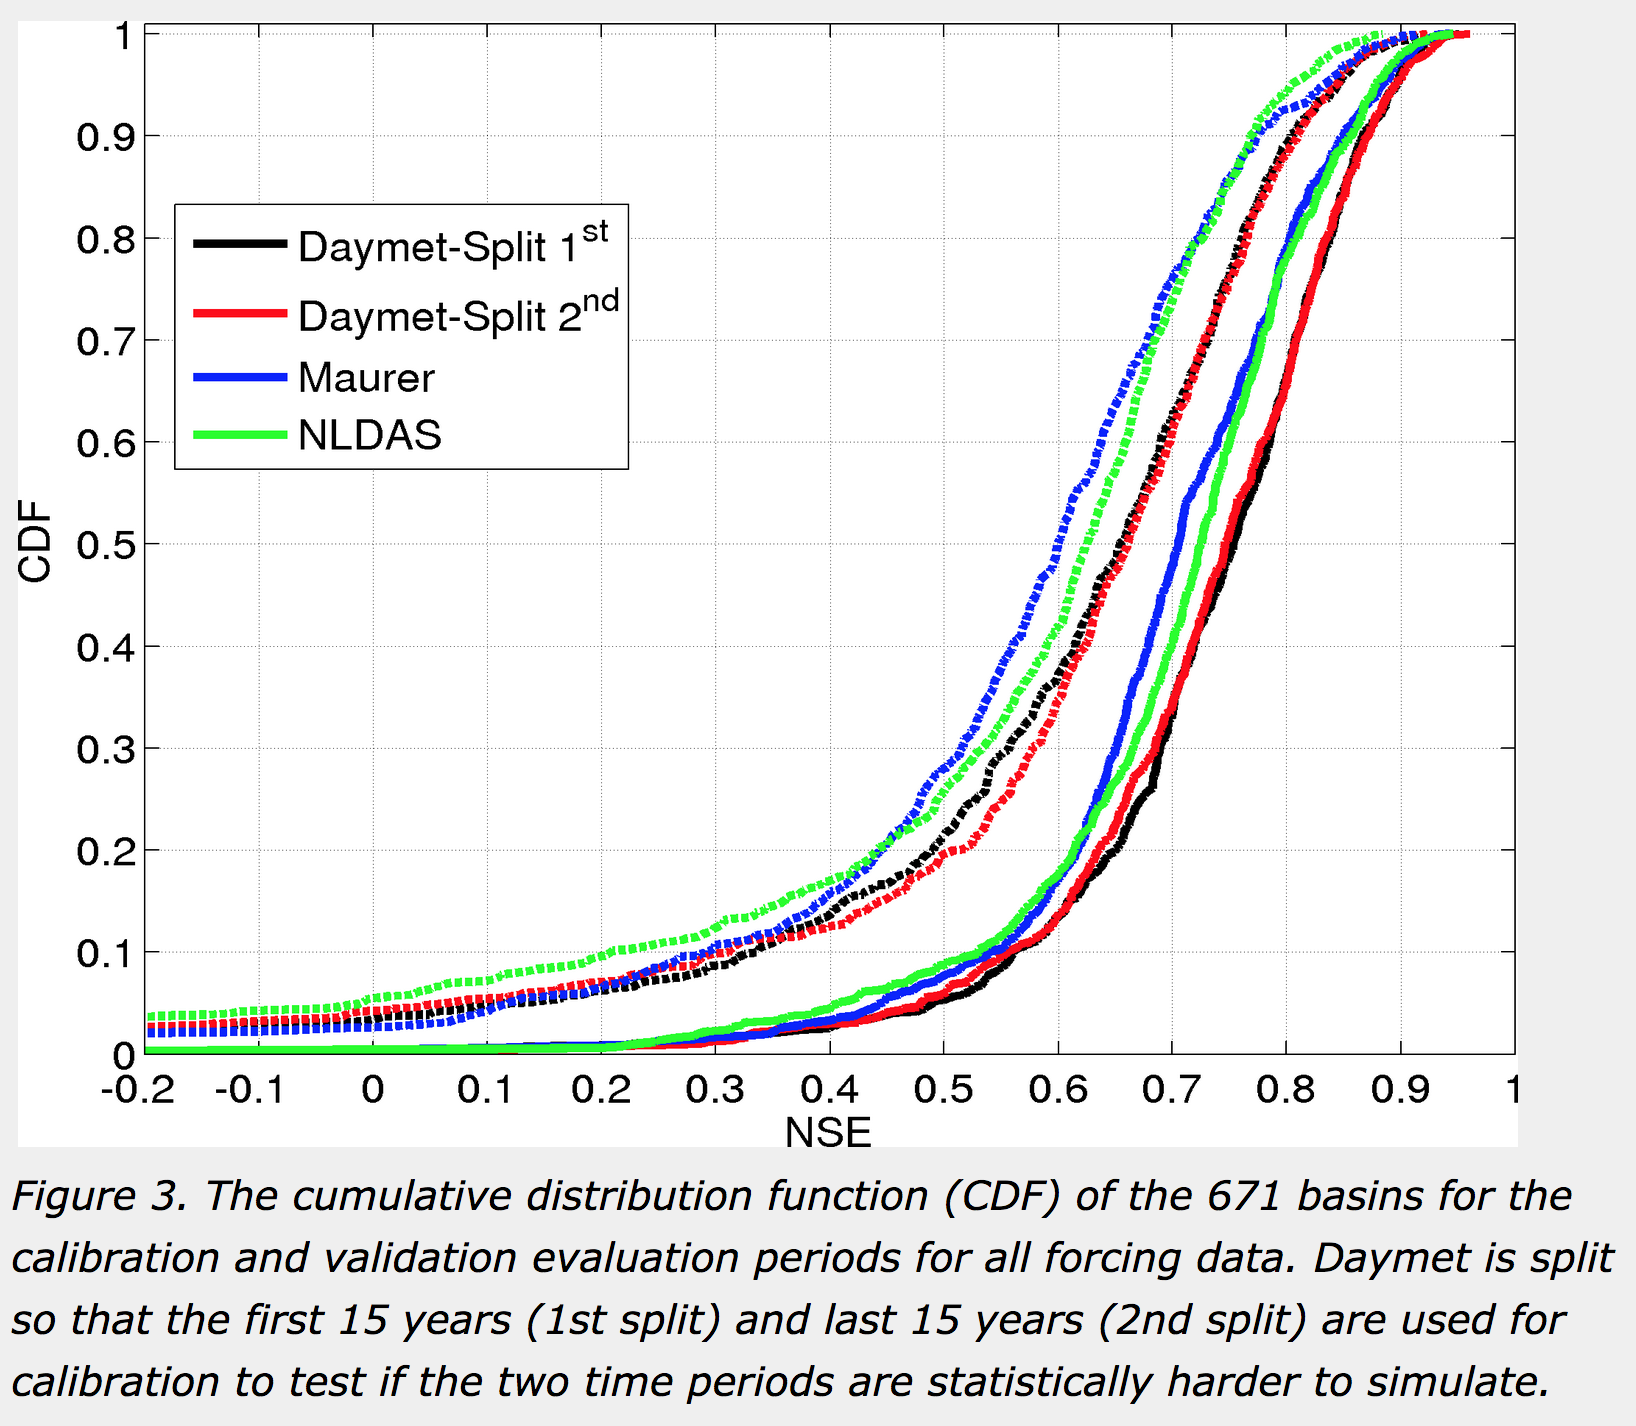 1
0.9
0.8
0.7
0.6
0.5
0.4
0.3
0.2
0.1
0
CDF
Daymet-Split 1st
Daymet-Split 2nd
Maurer
NLDAS
-0.2 -0.1 0 0.1 0.2 0.3 0.4 0.5 0.6 0.7 0.8 0.9 1
NSE
Figure 3. The cumulative distribution function (CDF) of the 671 basins for the
calibration and validation evaluation periods for all forcing data. Daymet is split
so that the first 15 years (1st split) and last 15 years (2nd split) are used for
calibration to test if the two time periods are statistically harder to simulate.